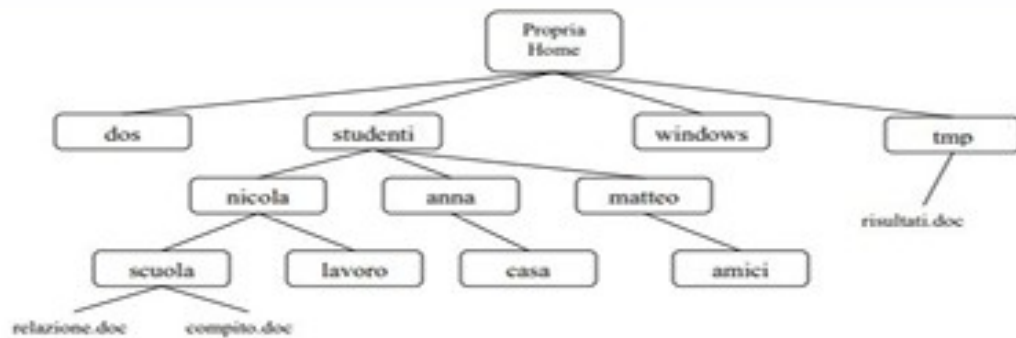 Propria
Home
dos
studenti
windows
tmp
nicola
anna
matteo
risultati.doc
scuola
lavoro
casa
amici
relazione.doc
compito.doc